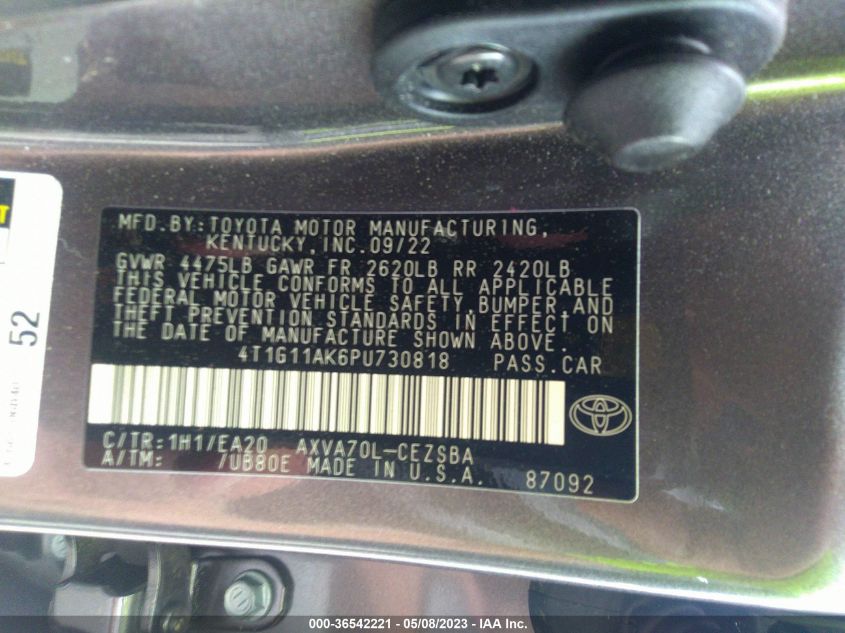 MFD. BY: TOYOTA MOTOR MANUFACTURING,
KENTUCKY, INC. 09/22
GVWR 4475LB GAWR FR 2620LB RR 2420LB
THIS VEHICLE CONFORMS TO ALL APPLICABLE
FEDERAL MOTOR VEHICLE SAFETY, BUMPER, AND
THEFT PREVENTION STANDARDS IN EFFECT ON
THE DATE OF MANUFACTURE SHOWN ABOVE.
4T1G11AK6PU730818 PASS. CAR
C/TR: 1H1/EA20 AXVA70L-CEZSBA
A/TM: /UB80E MADE IN U.S.A. 87092
52
000-36542221 - 05/08/2023 - IAA Inc.